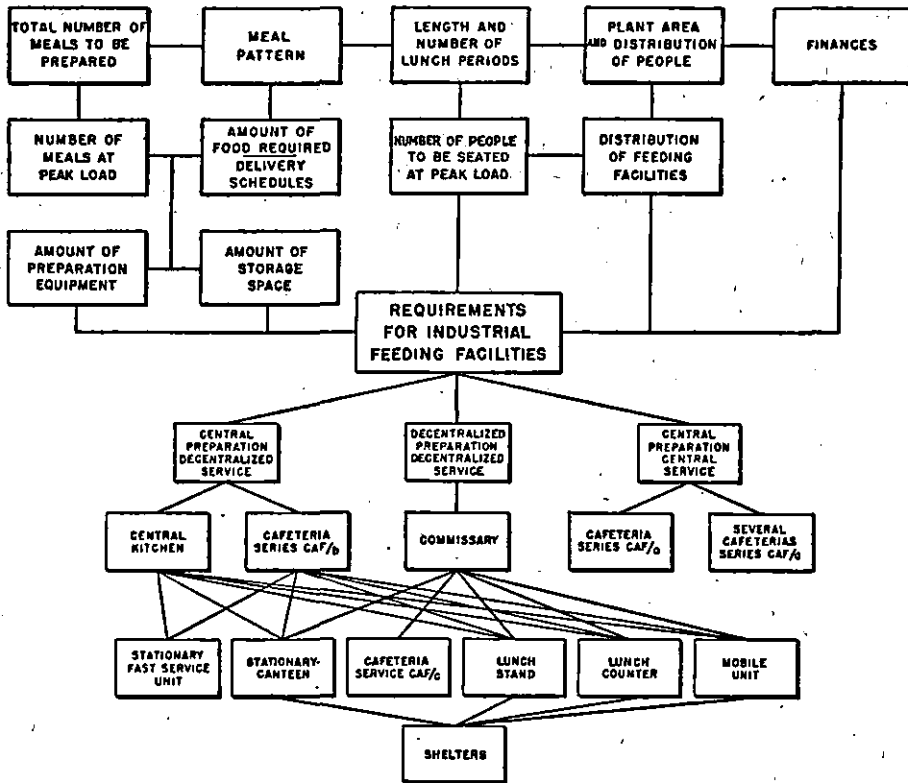 TOTAL NUMBER OF
MEALS TO BE
PREPARED
MEAL
PATTERN
LENGTH AND
NUMBER OF
LUNCH PERIODS
PLANT AREA
AND DISTRIBUTION
OF PEOPLE
FINANCES
NUMBER OF
MEALS AT
PEAK LOAD
AMOUNT OF
FOOD REQUIRED
DELIVERY
SCHEDULES
NUMBER OF PEOPLE
TO BE SEATED
AT PEAK LOAD
DISTRIBUTION
OF FEEDING
FACILITIES
AMOUNT OF
PREPARATION
EQUIPMENT
AMOUNT OF
STORAGE
SPACE
REQUIREMENTS
FOR INDUSTRIAL
FEEDING FACILITIES
CENTRAL
PREPARATION
DECENTRALIZED
SERVICE
DECENTRALIZED
PREPARATION
DECENTRALIZED
SERVICE
CENTRAL
PREPARATION
CENTRAL
SERVICE
CENTRAL
KITCHEN
CAFETERIA
SERIES CAF/b
COMMISSARY
CAFETERIA
SERIES CAF/a
SEVERAL
CAFETERIAS
SERIES CAF/a
STATIONARY
FAST SERVICE
UNIT
STATIONARY-
CANTEEN
CAFETERIA
SERVICE CAF/c
LUNCH
STAND
LUNCH
COUNTER
MOBILE
UNIT
SHELTERS